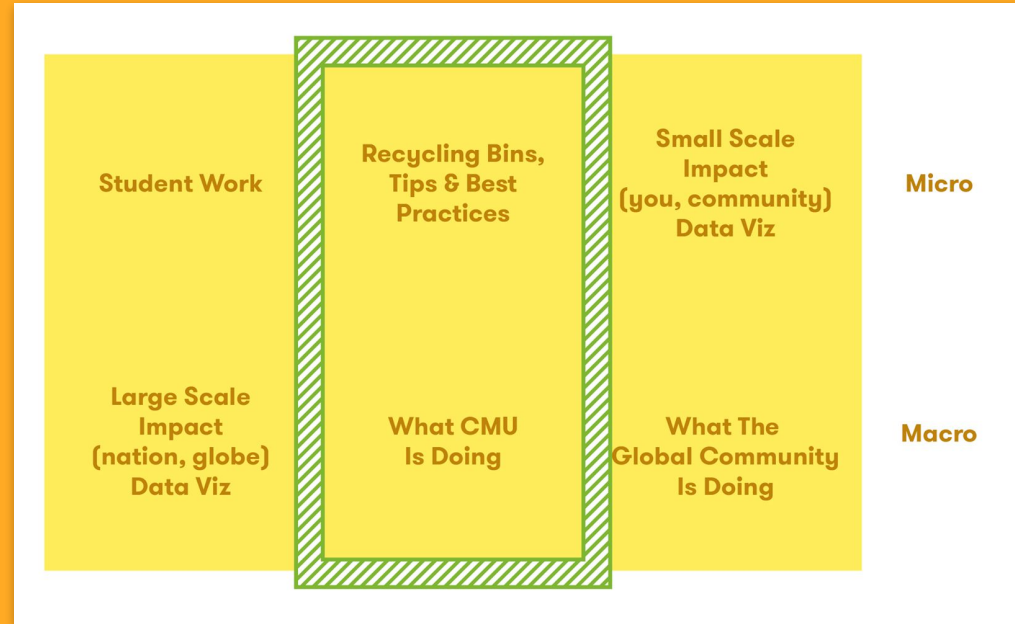 Student Work
Recycling Bins,
Tips & Best
Practices
Small Scale
Impact
(you, community)
Data Viz
Micro
Large Scale
Impact
(nation, globe)
Data Viz
What CMU
Is Doing
What The
Global Community
Is Doing
Macro